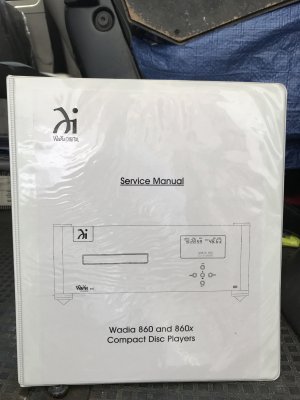 WADIA DIGITAL
Service Manual
Wadia 860 and 860x
Compact Disc Players